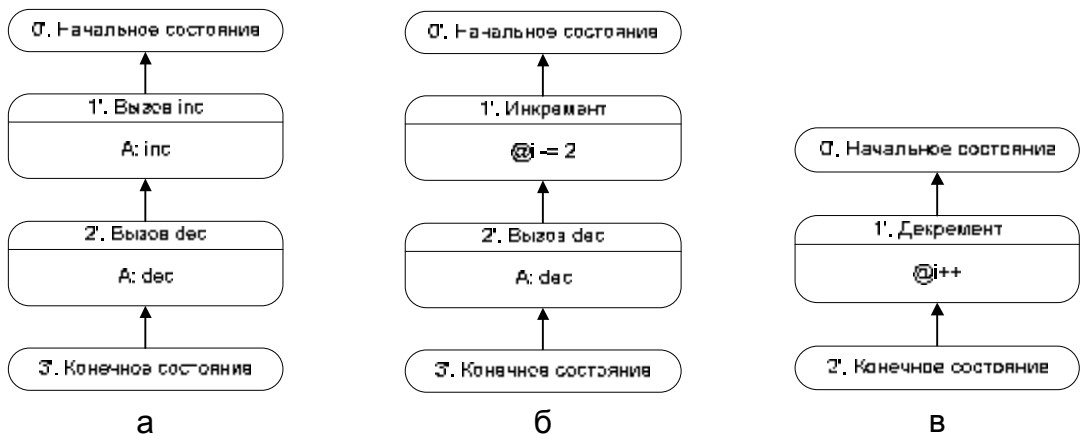 0'. Начальное состояние
1'. Вызов inc
A: inc
2'. Вызов dec
A: dec
3'. Конечное состояние
а
0'. Начальное состояние
1'. Инкремент
@i -= 2
2'. Вызов dec
A: dec
3'. Конечное состояние
б
0'. Начальное состояние
1'. Декремент
@i++
2'. Конечное состояние
в